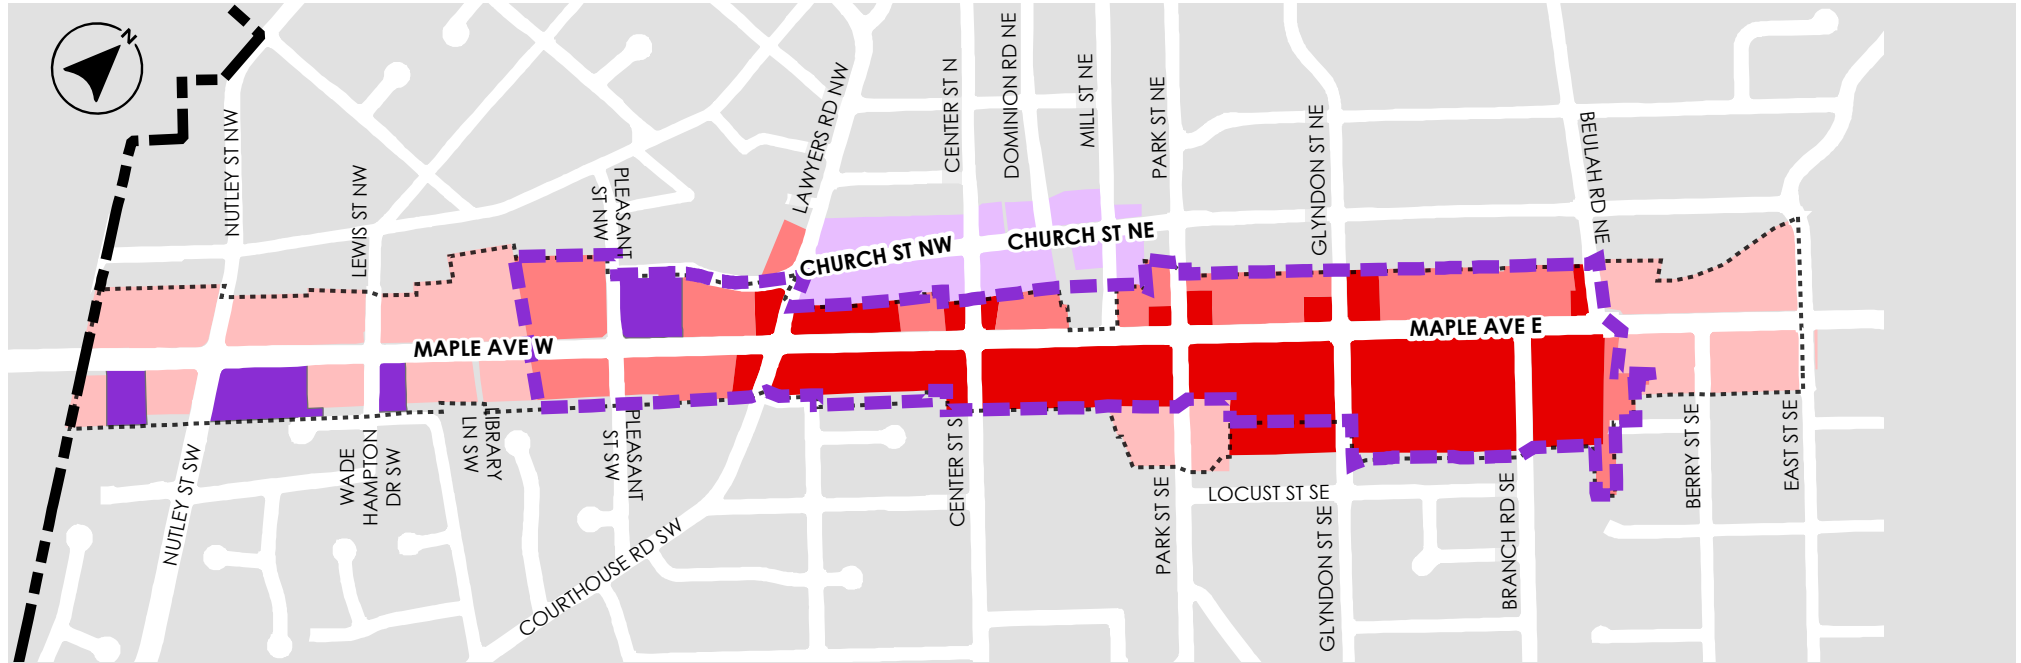 N
NUTLEY ST NW
LEWIS ST NW
PLEASANT
ST NW
LAWYERS RD NW
CENTER ST N
DOMINION RD NE
MILL ST NE
PARK ST NE
GLYNDON ST NE
BEULAH RD NE
CHURCH ST NW
CHURCH ST NE
MAPLE AVE W
MAPLE AVE E
NUTLEY ST SW
WADE
HAMPTON
DR SW
LIBRARY
LN SW
PLEASANT
ST SW
COURTHOUSE RD SW
CENTER ST S
PARK ST SE
LOCUST ST SE
GLYNDON ST SE
BRANCH RD SE
BERRY ST SE
EAST ST SE